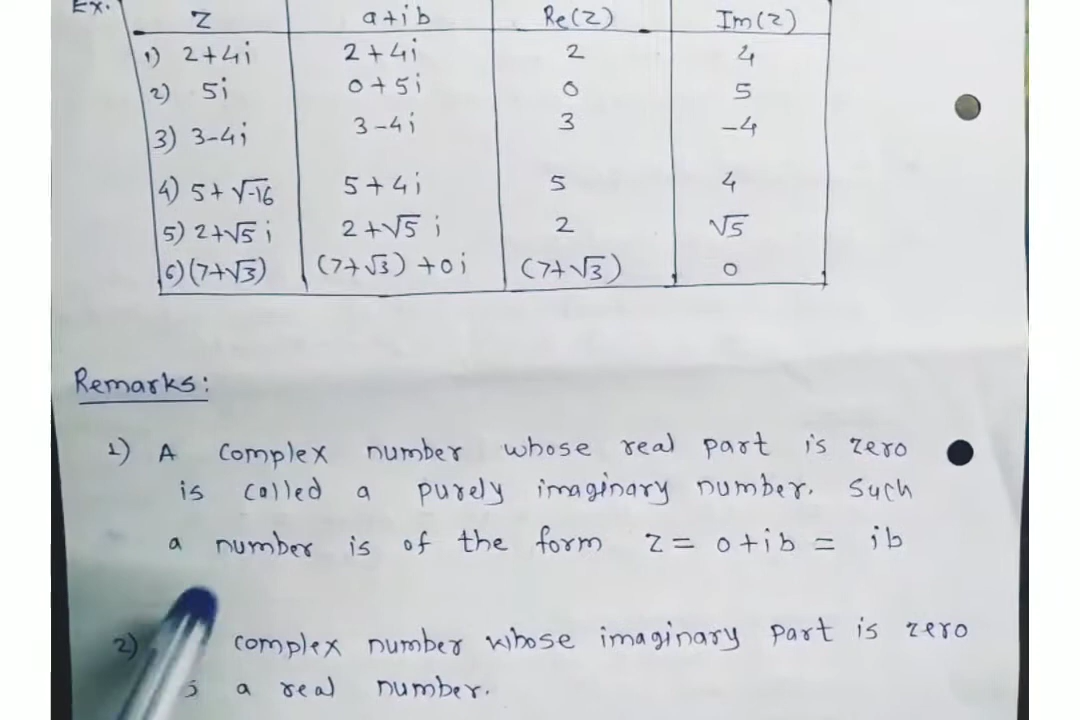 Ex.
Z a+ib Re(Z) Im(Z)
1) 2+4i 2+4i 2 4
2) 5i 0+5i 0 5
3) 3-4i 3-4i 3 -4
4) 5+√-16 5+4i 5 4
5) 2+√5 i 2+√5 i 2 √5
6) (7+√3) (7+√3)+0i (7+√3) 0
Remarks:
1) A complex number whose real part is zero
is called a purely imaginary number. Such
a number is of the form Z = 0+ib = ib
2) complex number whose imaginary part is zero
a real number.